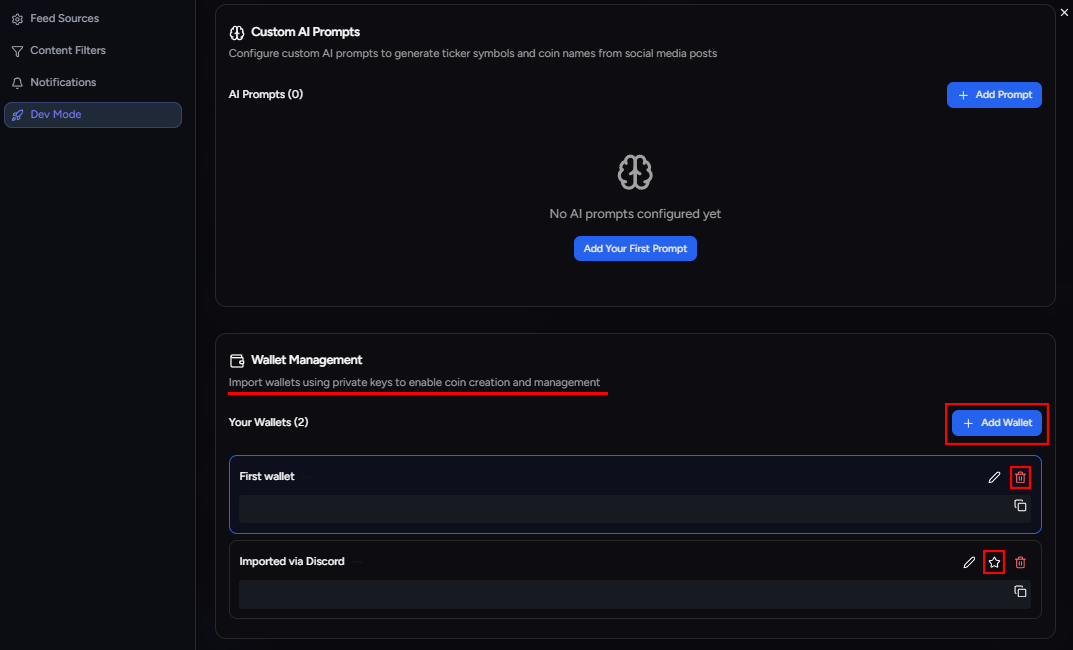 Feed Sources
Content Filters
Notifications
Dev Mode
Custom AI Prompts
Configure custom AI prompts to generate ticker symbols and coin names from social media posts
AI Prompts (0)
+ Add Prompt
No AI prompts configured yet
Add Your First Prompt
Wallet Management
Import wallets using private keys to enable coin creation and management
Your Wallets (2)
+ Add Wallet
First wallet
Imported via Discord